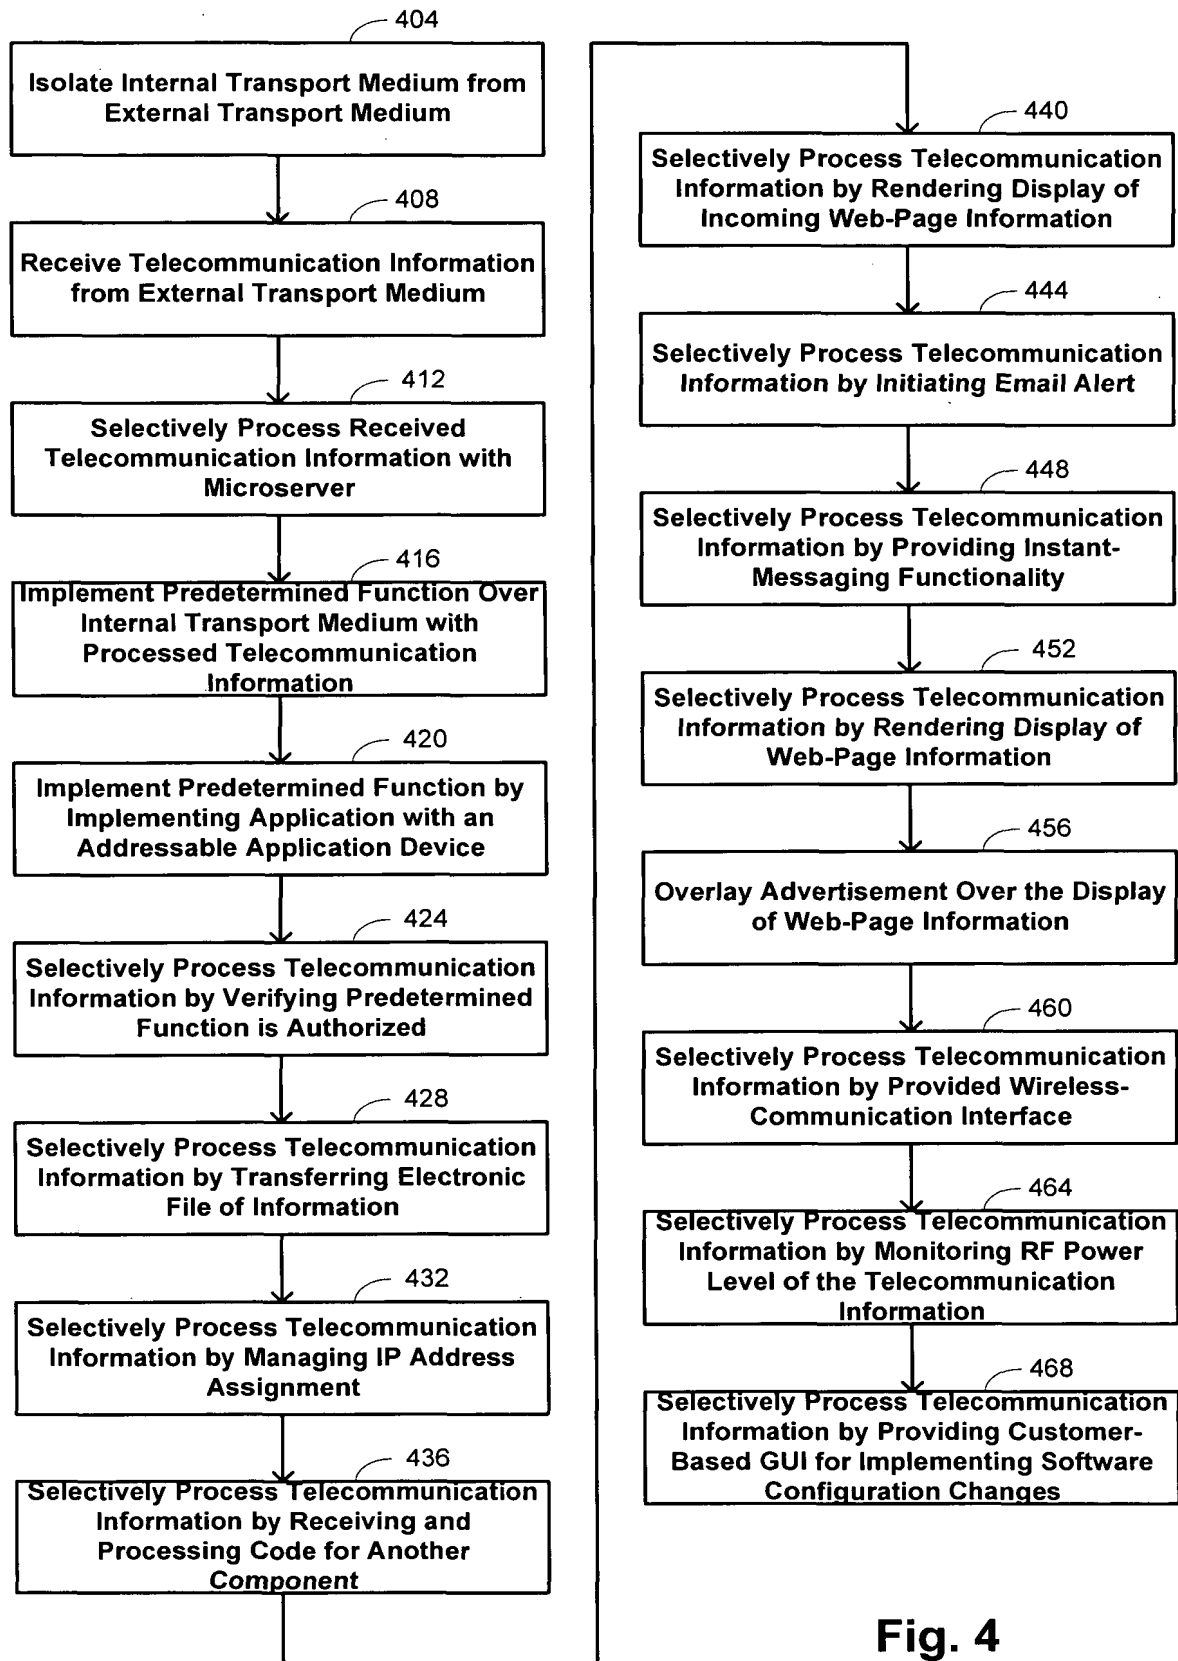 404
Isolate Internal Transport Medium from
External Transport Medium
408
Receive Telecommunication Information
from External Transport Medium
412
Selectively Process Received
Telecommunication Information with
Microserver
416
Implement Predetermined Function Over
Internal Transport Medium with
Processed Telecommunication
Information
420
Implement Predetermined Function by
Implementing Application with an
Addressable Application Device
424
Selectively Process Telecommunication
Information by Verifying Predetermined
Function is Authorized
428
Selectively Process Telecommunication
Information by Transferring Electronic
File of Information
432
Selectively Process Telecommunication
Information by Managing IP Address
Assignment
436
Selectively Process Telecommunication
Information by Receiving and
Processing Code for Another
Component
440
Selectively Process Telecommunication
Information by Rendering Display of
Incoming Web-Page Information
444
Selectively Process Telecommunication
Information by Initiating Email Alert
448
Selectively Process Telecommunication
Information by Providing Instant-
Messaging Functionality
452
Selectively Process Telecommunication
Information by Rendering Display of
Web-Page Information
456
Overlay Advertisement Over the Display
of Web-Page Information
460
Selectively Process Telecommunication
Information by Provided Wireless-
Communication Interface
464
Selectively Process Telecommunication
Information by Monitoring RF Power
Level of the Telecommunication
Information
468
Selectively Process Telecommunication
Information by Providing Customer-
Based GUI for Implementing Software
Configuration Changes
Fig. 4